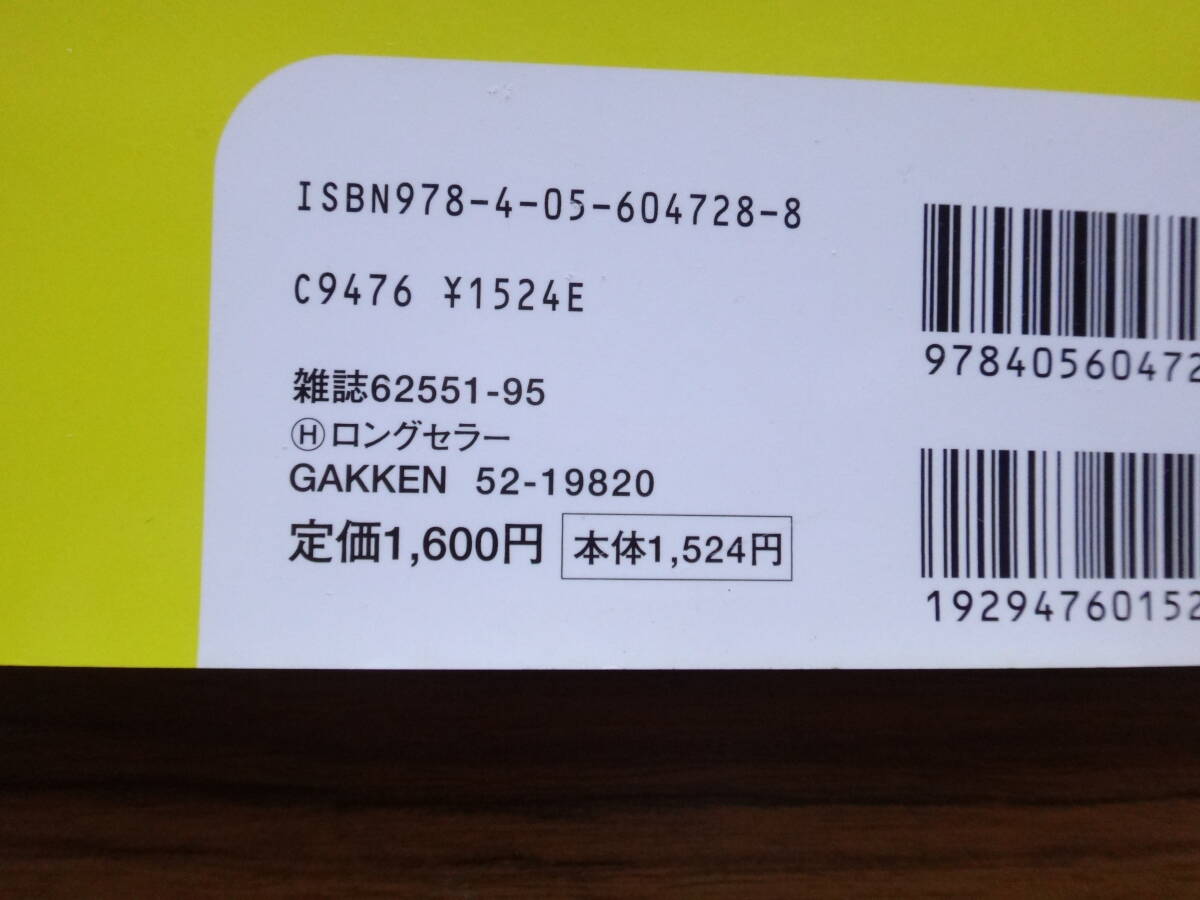 ISBN978-4-05-604728-8
C9476 ¥1524E
雑誌62551-95
Ⓗロングセラー
GAKKEN 52-19820
定価1,600円 本体1,524円
97840560472
19294760152